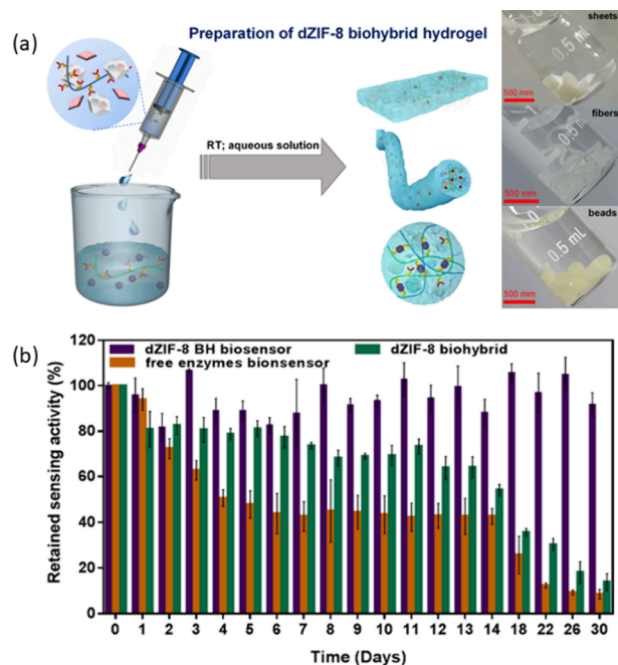 (a)
Preparation of dZIF-8 biohybrid hydrogel
RT; aqueous solution
sheets
0.5 mL
500 mm
fibers
0.5
500 mm
beads
0.5 mL
500 mm
(b)
dZIF-8 BH biosensor
dZIF-8 biohybrid
free enzymes bionsensor
Retained sensing activity (%)
120
100
80
60
40
20
0
0 1 2 3 4 5 6 7 8 9 10 11 12 13 14 18 22 26 30
Time (Days)